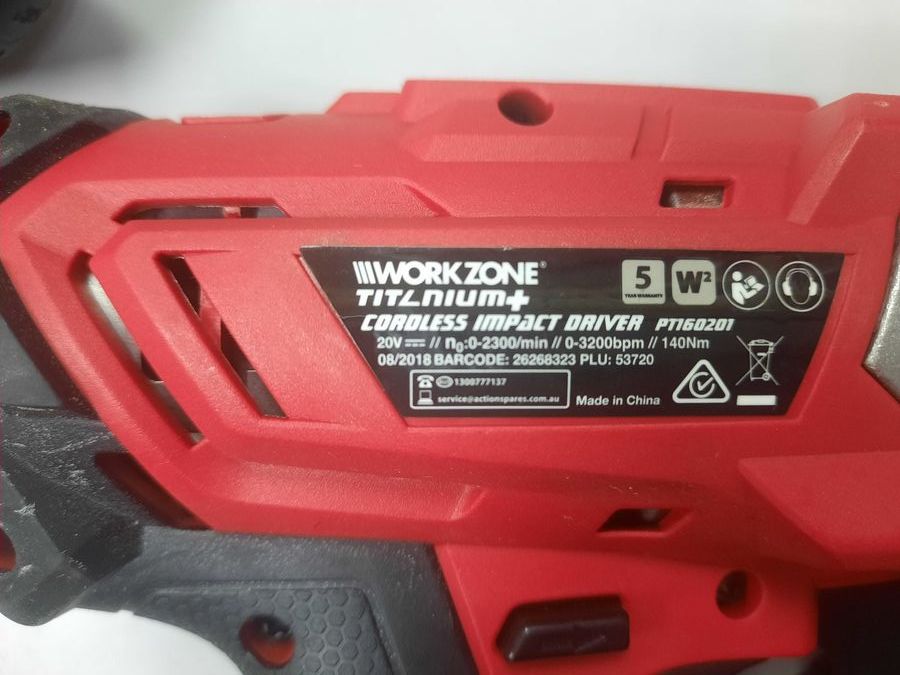 WORKZONE®
TITANIUM+
CORDLESS IMPACT DRIVER PT160201
20V // n0:0-2300/min // 0-3200bpm // 140Nm
08/2018 BARCODE: 26268323 PLU: 53720
1300777137
service@actionspares.com.au
Made in China
5
YEAR WARRANTY
W²